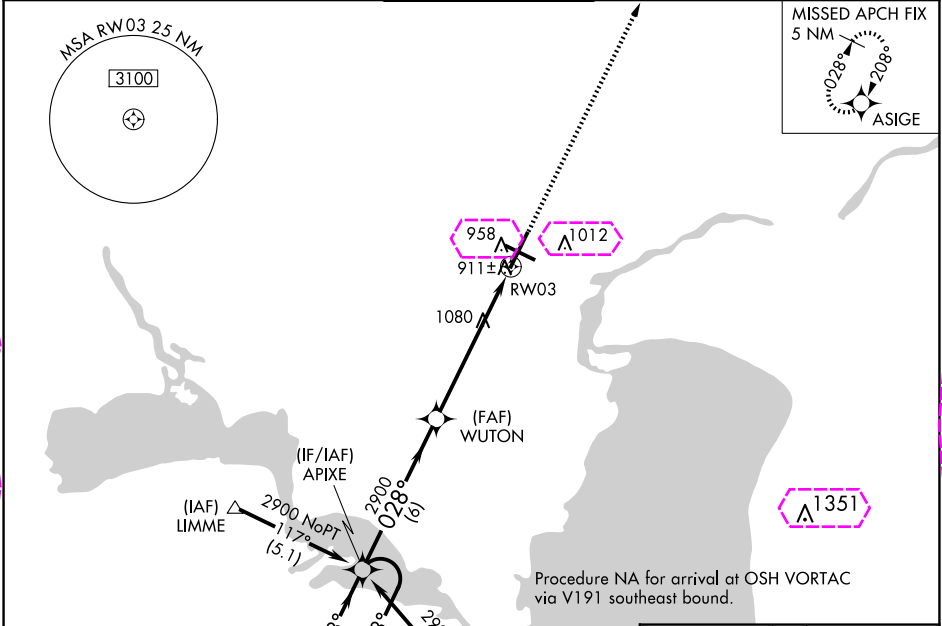 MSA RW03 25 NM
3100
MISSED APCH FIX
5 NM
028°
208°
ASIGE
958
1012
911±
RW03
1080
(FAF)
WUTON
(IF/IAF)
APIXE
2900
028°
(6)
(IAF)
LIMME
2900 NoPT
117°
(5.1)
1351
Procedure NA for arrival at OSH VORTAC
via V191 southeast bound.